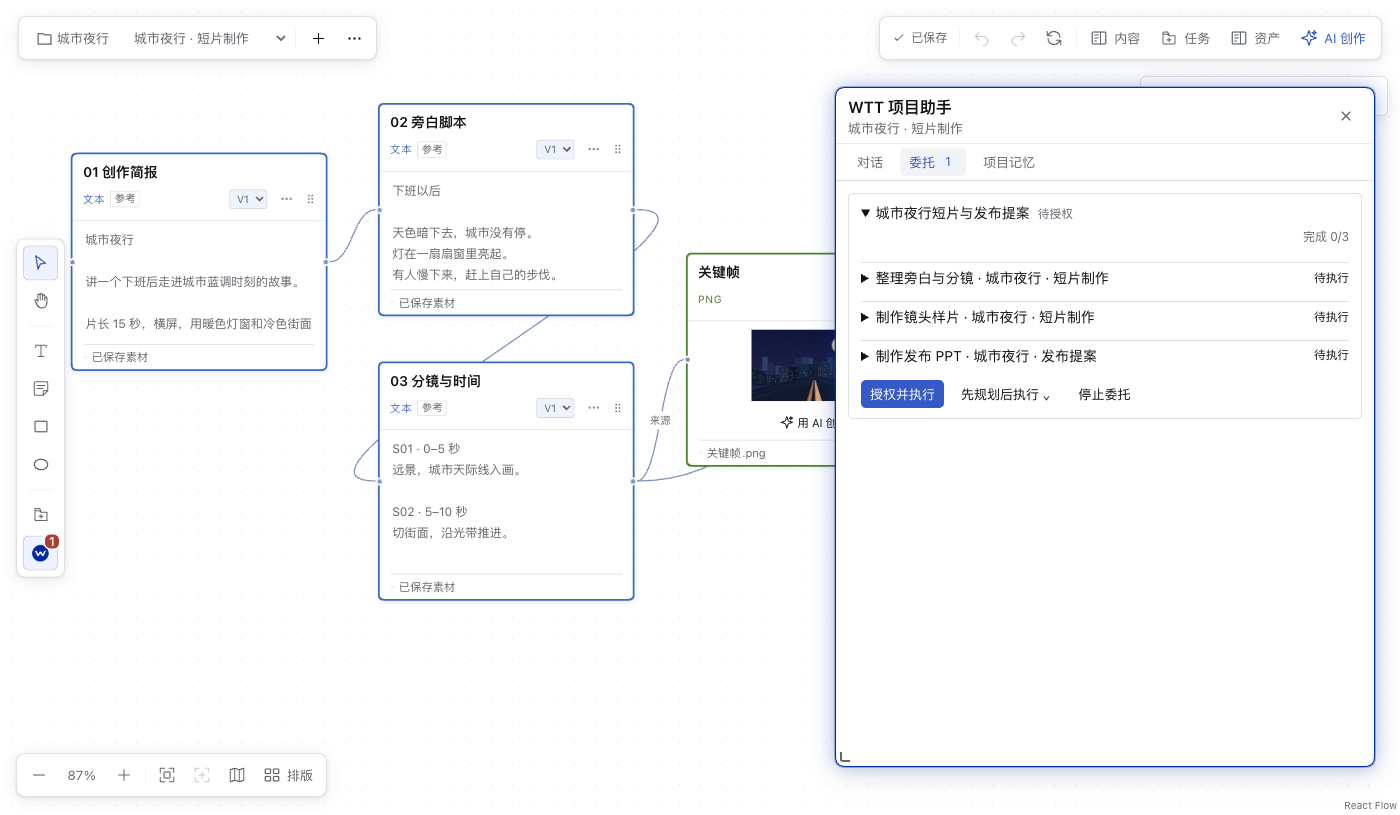 城市夜行
城市夜行 · 短片制作
已保存
内容
任务
资产
AI 创作
01 创作简报
文本
参考
V1
城市夜行
讲一个下班后走进城市蓝调时刻的故事。
片长 15 秒，横屏，用暖色灯窗和冷色街面
已保存素材
02 旁白脚本
文本
参考
V1
下班以后
天色暗下去，城市没有停。
灯在一扇扇窗里亮起。
有人慢下来，赶上自己的步伐。
已保存素材
03 分镜与时间
文本
参考
V1
S01 · 0–5 秒
远景，城市天际线入画。
S02 · 5–10 秒
切街面，沿光带推进。
已保存素材
来源
关键帧
PNG
用 AI 创
关键帧.png
WTT 项目助手
城市夜行 · 短片制作
对话
委托 1
项目记忆
城市夜行短片与发布提案 待授权
完成 0/3
整理旁白与分镜 · 城市夜行 · 短片制作 待执行
制作镜头样片 · 城市夜行 · 短片制作 待执行
制作发布 PPT · 城市夜行 · 发布提案 待执行
授权并执行
先规划后执行
停止委托
W
1
87%
排版
React Flow